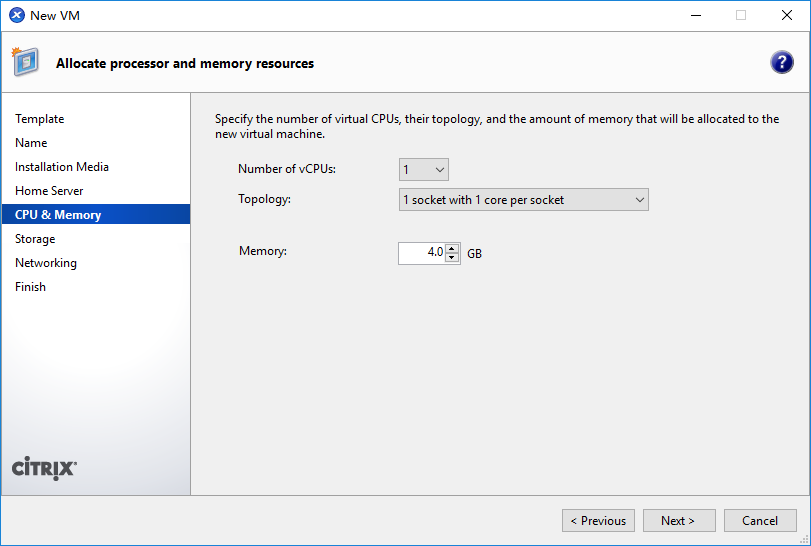 New VM
Allocate processor and memory resources
?
Template
Name
Installation Media
Home Server
CPU & Memory
Storage
Networking
Finish
CITRIX
Specify the number of virtual CPUs, their topology, and the amount of memory that will be allocated to the
new virtual machine.
Number of vCPUs: 1
Topology: 1 socket with 1 core per socket
Memory: 4.0 GB
< Previous Next > Cancel